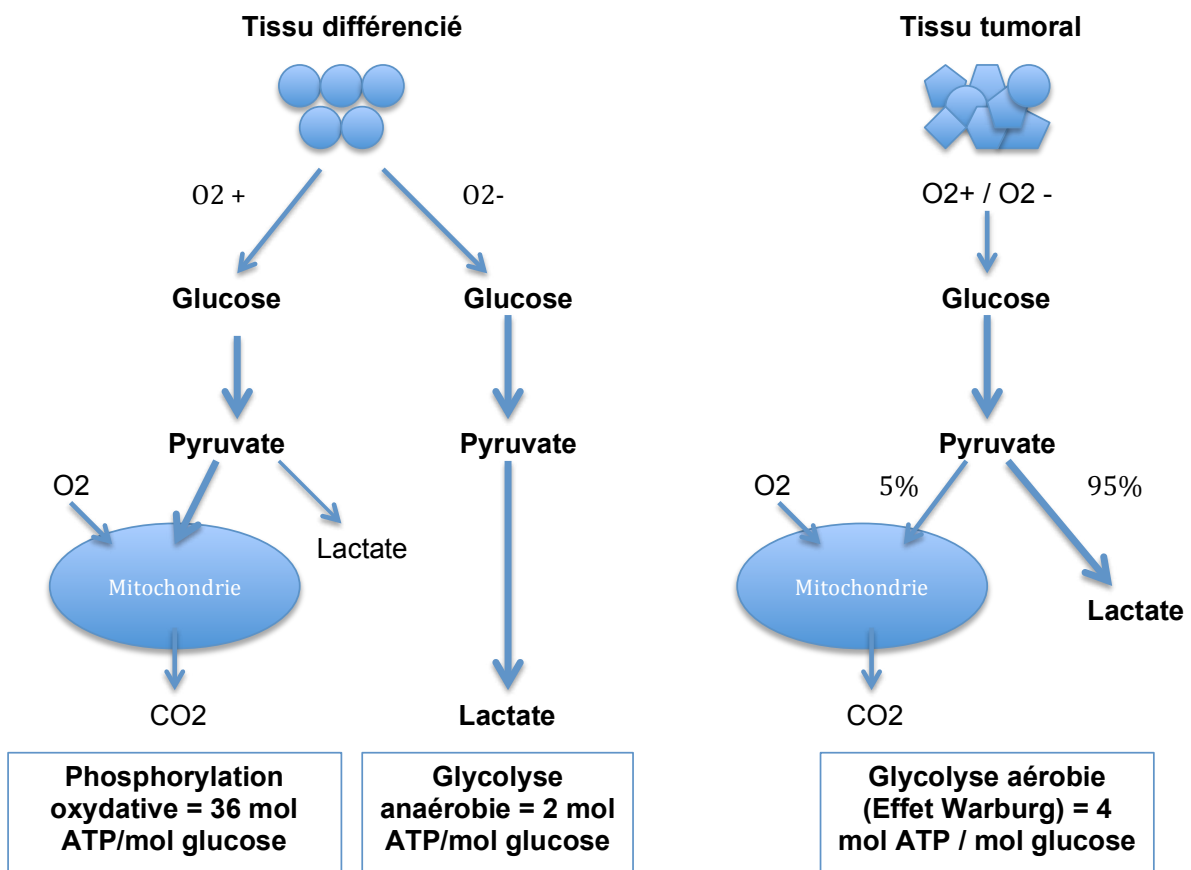 Tissu différencié
O2 +
O2-
Glucose
Glucose
Pyruvate
Pyruvate
O2
Lactate
Mitochondrie
CO2
Lactate
Phosphorylation
oxydative = 36 mol
ATP/mol glucose
Glycolyse
anaérobie = 2 mol
ATP/mol glucose
Tissu tumoral
O2+ / O2 -
Glucose
Pyruvate
O2
5%
95%
Mitochondrie
Lactate
CO2
Glycolyse aérobie
(Effet Warburg) = 4
mol ATP / mol glucose